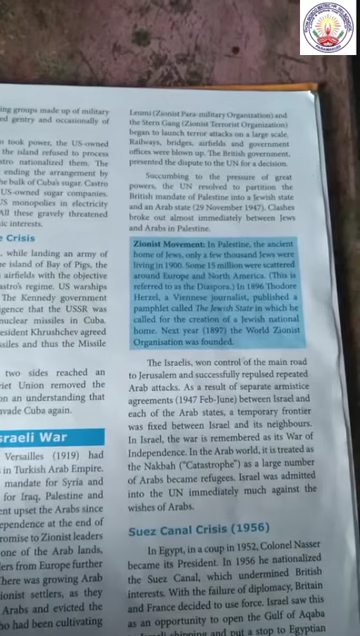 ing groups made up of military
ed gentry and occasionally of
n took power, the US-owned
the island refused to process
stro nationalized them. The
ending the arrangement by
he bulk of Cuba's sugar. Castro
US-owned sugar companies.
US monopolies in electricity
All these gravely threatened
ic interests.
e Crisis
, while landing an army of
he island of Bay of Pigs, the
airfields with the objective
astro's regime. US warships
The Kennedy government
igence that the USSR was
nuclear missiles in Cuba.
esident Khrushchev agreed
ssiles and thus the Missile
two sides reached an
viet Union removed the
on an understanding that
nvade Cuba again.
sraeli War
Versailles (1919) had
in Turkish Arab Empire.
mandate for Syria and
for Iraq, Palestine and
ent upset the Arabs since
ependence at the end of
romise to Zionist leaders
one of the Arab lands,
lers from Europe further
here was growing Arab
ionist settlers, as they
Arabs and evicted the
ho had been cultivating
(Zionist Para-military Organization) and
the Stern Gang (Zionist Terrorist Organization)
began to launch terror attacks on a large scale.
Railways, bridges, airfields and government
offices were blown up. The British government,
presented the dispute to the UN for a decision.
Succumbing to the pressure of great
powers, the UN resolved to partition the
British mandate of Palestine into a Jewish state
and an Arab state (29 November 1947). Clashes
broke out almost immediately between Jews
and Arabs in Palestine.
Zionist Movement: In Palestine, the ancient
home of Jews, only a few thousand Jews were
living in 1900. Some 15 million were scattered
around Europe and North America. (This is
referred to as the Diaspora.) In 1896 Thodore
Herzel, a Viennese journalist, published a
pamphlet called The Jewish State in which he
called for the creation of a Jewish national
home. Next year (1897) the World Zionist
Organisation was founded.
The Israelis, won control of the main road
to Jerusalem and successfully repulsed repeated
Arab attacks. As a result of separate armistice
agreements (1947 Feb-June) between Israel and
each of the Arab states, a temporary frontier
was fixed between Israel and its neighbours.
In Israel, the war is remembered as its War of
Independence. In the Arab world, it is treated as
the Nakbah ("Catastrophe") as a large number
of Arabs became refugees. Israel was admitted
into the UN immediately much against the
wishes of Arabs.
Suez Canal Crisis (1956)
In Egypt, in a coup in 1952, Colonel Nasser
became its President. In 1956 he nationalized
the Suez Canal, which undermined British
interests. With the failure of diplomacy, Britain
and France decided to use force. Israel saw this
as an opportunity to open the Gulf of Aqaba
shipping and put a stop to Egyptian